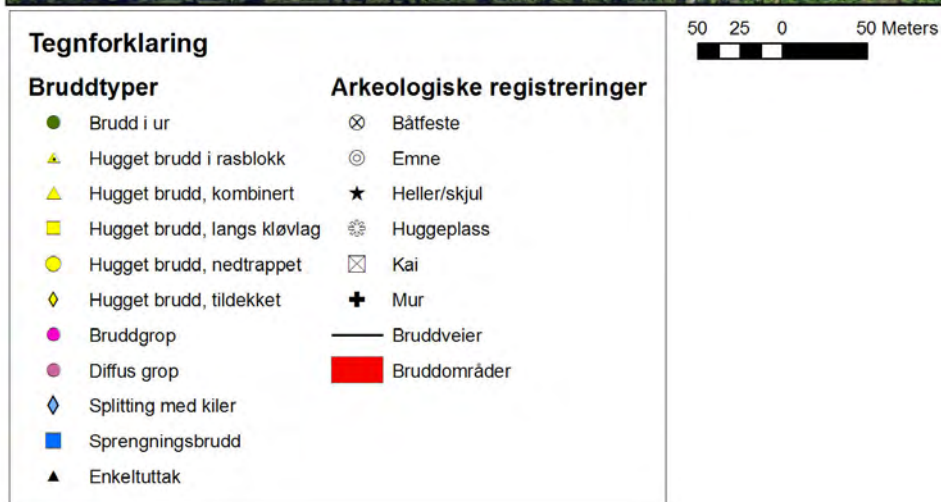 Tegnforklaring
Bruddtyper
Brudd i ur
Hugget brudd i rasblokk
Hugget brudd, kombinert
Hugget brudd, langs kløvlag
Hugget brudd, nedtrappet
Hugget brudd, tildekket
Bruddgrop
Diffus grop
Splitting med kiler
Sprengningsbrudd
Enkeltuttak
Arkeologiske registreringer
Båtfeste
Emne
Heller/skjul
Huggeplass
Kai
Mur
Bruddveier
Bruddområder
50 25 0 50 Meters